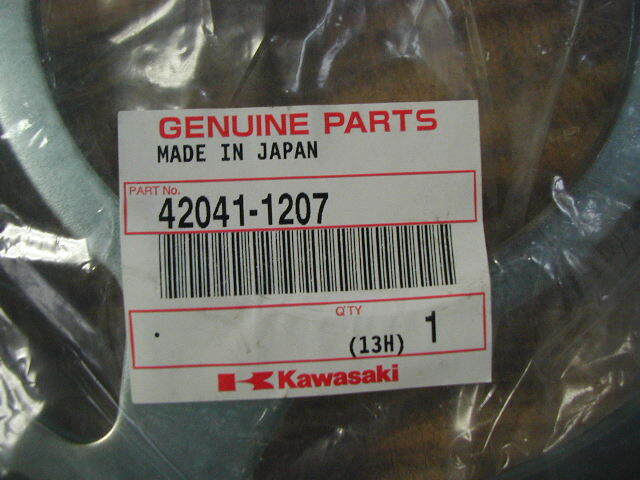 GENUINE PARTS
MADE IN JAPAN
PART No.
42041-1207
Q'TY
(13H) 1
Kawasaki